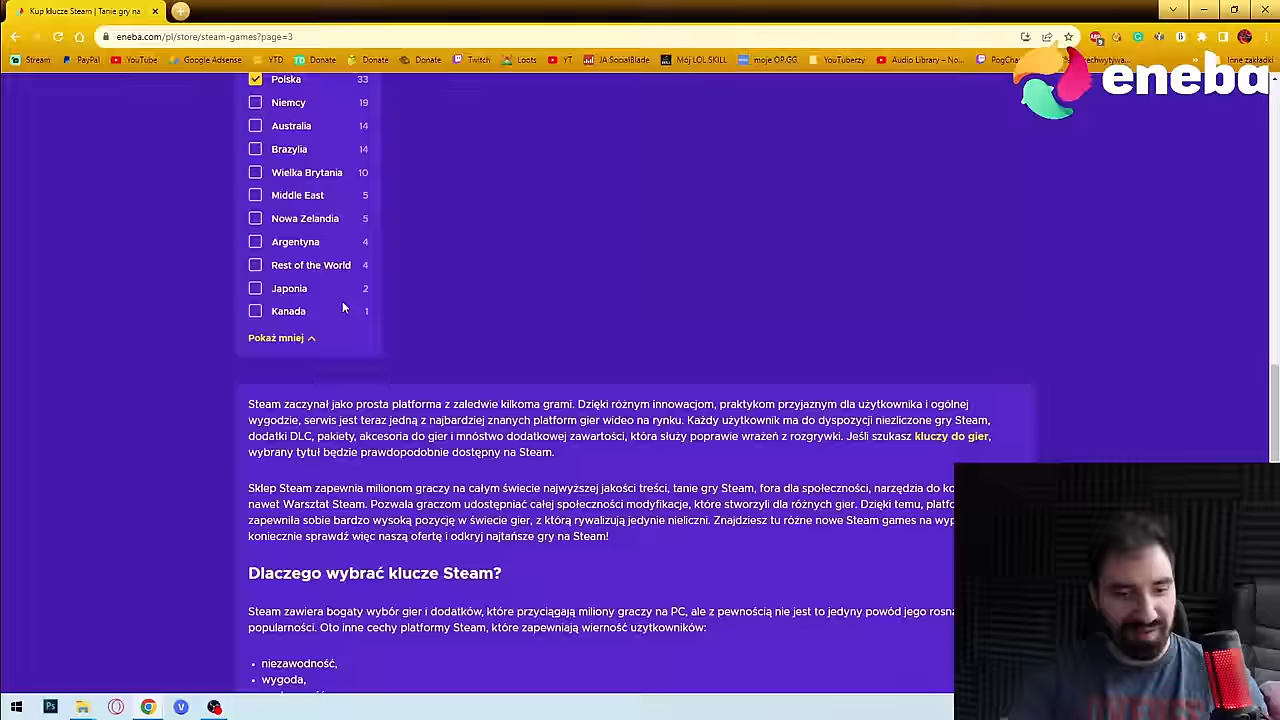 Kup klucze Steam | Tanie gry na
eneba.com/pl/store/steam-games?page=3
Stream PayPal YouTube Google Adsense YTD Donate Donate Donate Twitch Loots YT JA SocialBlade Mój LOL SKILL moje OP.GG YouTuberzy Audio Library – No... Inne zakładki
eneba
Polska 33
Niemcy 19
Australia 14
Brazylia 14
Wielka Brytania 10
Middle East 5
Nowa Zelandia 5
Argentyna 4
Rest of the World 4
Japonia 2
Kanada 1
Pokaż mniej
Steam zaczynał jako prosta platforma z zaledwie kilkoma grami. Dzięki różnym innowacjom, praktykom przyjaznym dla użytkownika i ogólnej
wygodzie, serwis jest teraz jedną z najbardziej znanych platform gier wideo na rynku. Każdy użytkownik ma do dyspozycji niezliczone gry Steam,
dodatki DLC, pakiety, akcesoria do gier i mnóstwo dodatkowej zawartości, która służy poprawie wrażeń z rozgrywki. Jeśli szukasz kluczy do gier,
wybrany tytuł będzie prawdopodobnie dostępny na Steam.
Sklep Steam zapewnia milionom graczy na całym świecie najwyższej jakości treści, tanie gry Steam, fora dla społeczności, narzędzia do ko
nawet Warsztat Steam. Pozwala graczom udostępniać całej społeczności modyfikacje, które stworzyli dla różnych gier. Dzięki temu, platfo
zapewniła sobie bardzo wysoką pozycję w świecie gier, z którą rywalizują jedynie nieliczni. Znajdziesz tu różne nowe Steam games na wyp
koniecznie sprawdź więc naszą ofertę i odkryj najtańsze gry na Steam!
Dlaczego wybrać klucze Steam?
Steam zawiera bogaty wybór gier i dodatków, które przyciągają miliony graczy na PC, ale z pewnością nie jest to jedyny powód jego rosna
popularności. Oto inne cechy platformy Steam, które zapewniają wierność użytkowników:
• niezawodność,
• wygoda,